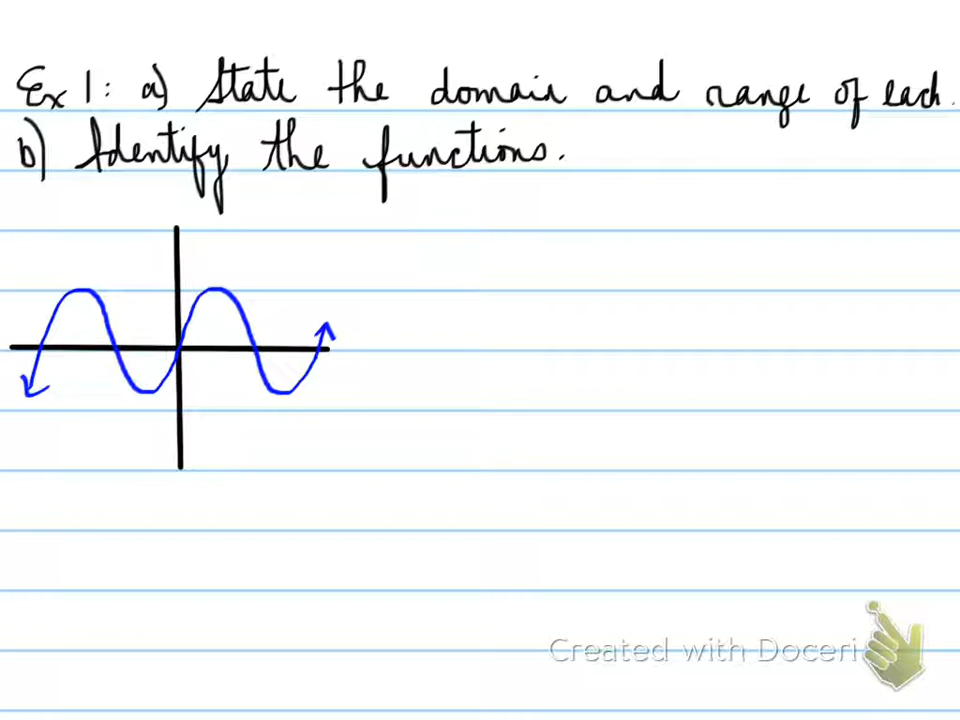 Ex 1: a) State the domain and range of each.
b) Identify the functions.
Created with Doceri